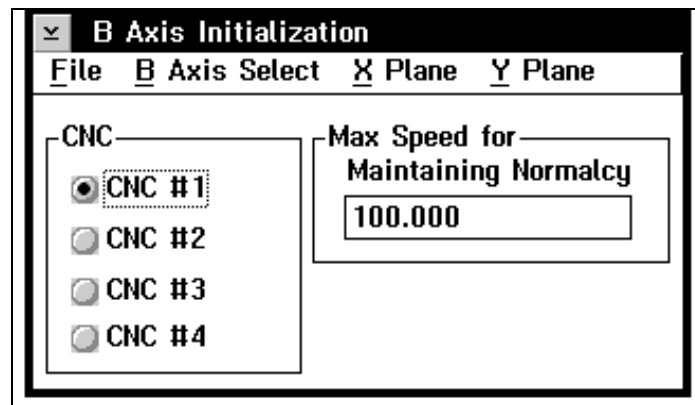 B Axis Initialization
File B Axis Select X Plane Y Plane
CNC
CNC #1
CNC #2
CNC #3
CNC #4
Max Speed for
Maintaining Normalcy
100.000